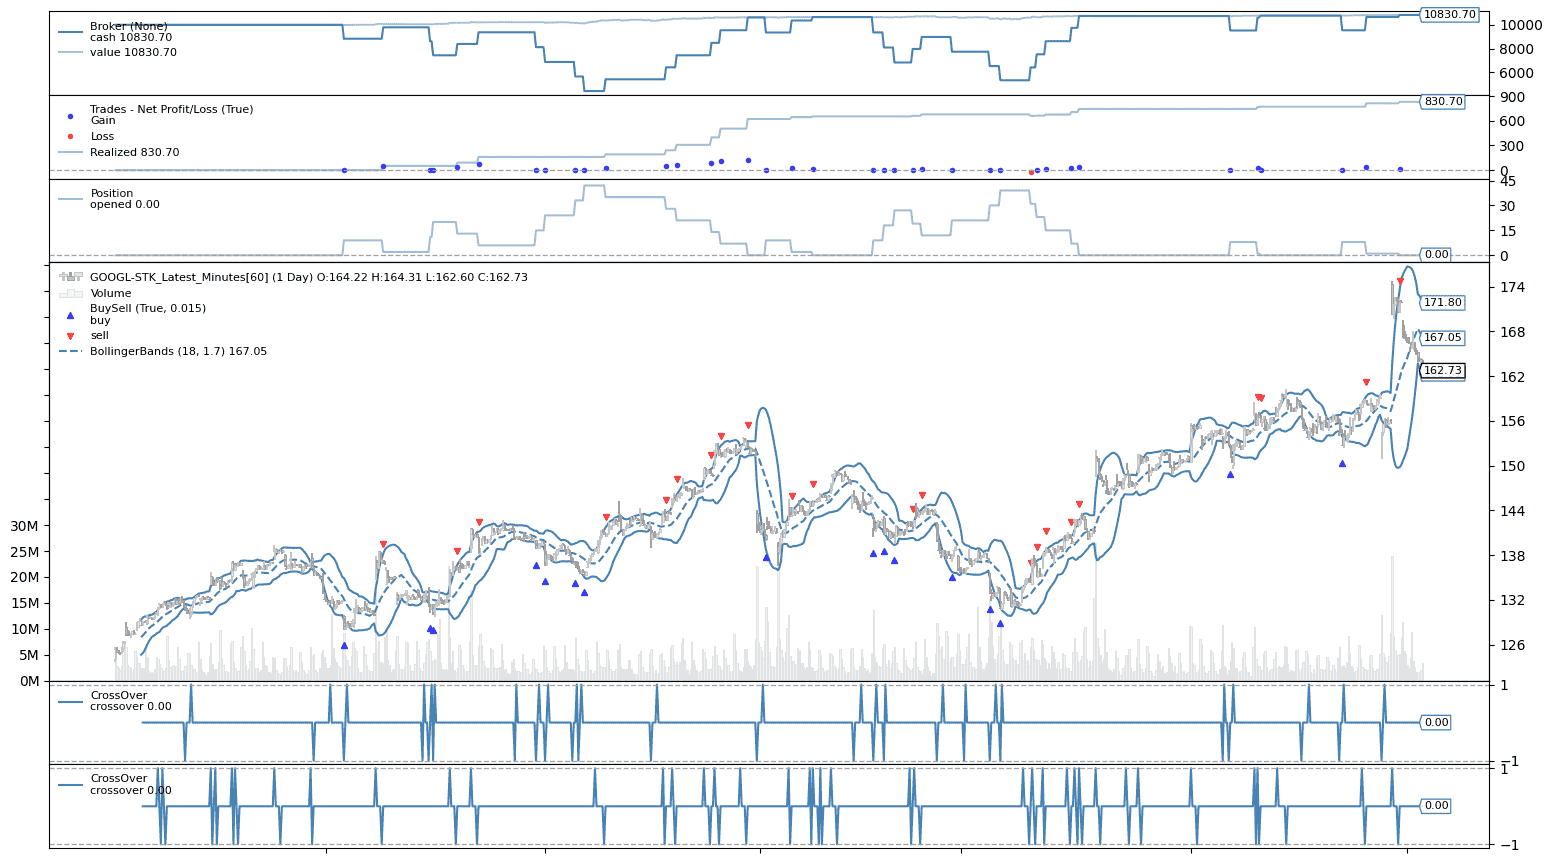 Broker (None)
cash 10830.70
value 10830.70
10830.70
10000
8000
6000
Trades - Net Profit/Loss (True)
Gain
Loss
Realized 830.70
830.70
900
600
300
0
Position
opened 0.00
0.00
45
30
15
0
GOOGL-STK_Latest_Minutes[60] (1 Day) O:164.22 H:164.31 L:162.60 C:162.73
Volume
BuySell (True, 0.015)
buy
sell
BollingerBands (18, 1.7) 167.05
171.80
167.05
162.73
174
168
162
156
150
144
138
132
126
30M
25M
20M
15M
10M
5M
0M
CrossOver
crossover 0.00
0.00
1
−1
CrossOver
crossover 0.00
0.00
1
−1